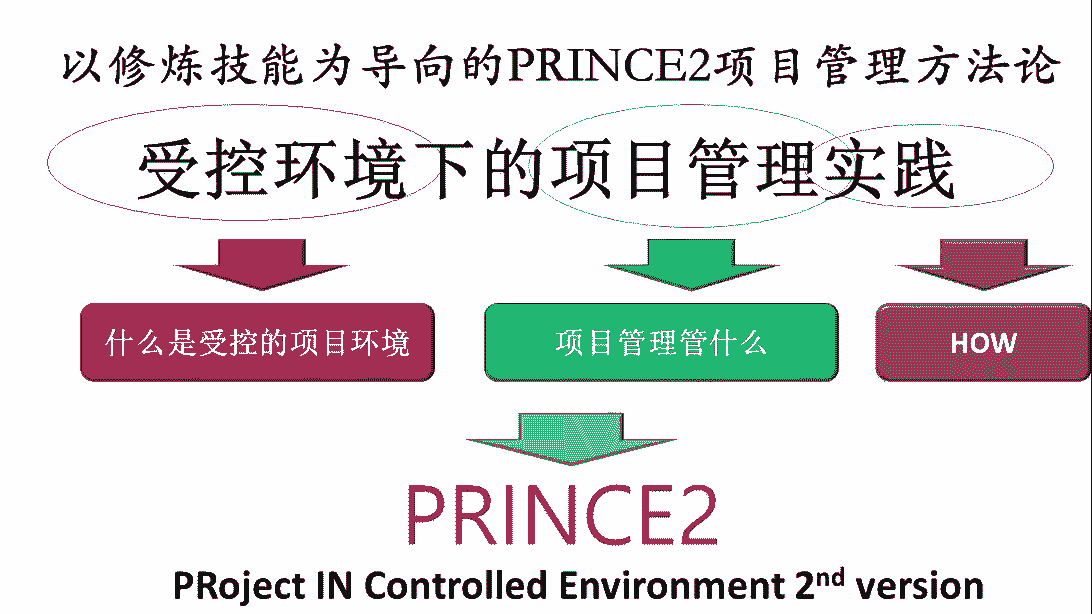 以修炼技能为导向的PRINCE2项目管理方法论
受控环境下的项目管理实践
什么是受控的项目环境
项目管理管什么
HOW
PRINCE2
PRoject IN Controlled Environment 2nd version